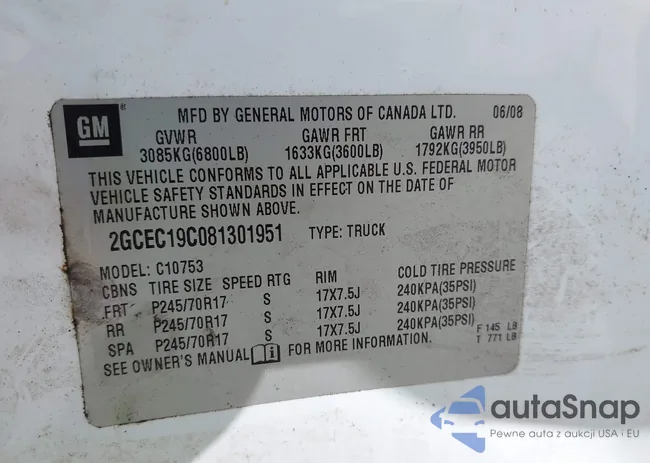 GM®
MFD BY GENERAL MOTORS OF CANADA LTD. 06/08
GVWR GAWR FRT GAWR RR
3085KG(6800LB) 1633KG(3600LB) 1792KG(3950LB)
THIS VEHICLE CONFORMS TO ALL APPLICABLE U.S. FEDERAL MOTOR
VEHICLE SAFETY STANDARDS IN EFFECT ON THE DATE OF
MANUFACTURE SHOWN ABOVE.
2GCEC19C081301951 TYPE: TRUCK
MODEL: C10753
CBNS TIRE SIZE SPEED RTG RIM COLD TIRE PRESSURE
FRT P245/70R17 S 17X7.5J 240KPA(35PSI)
RR P245/70R17 S 17X7.5J 240KPA(35PSI)
SPA P245/70R17 S 17X7.5J 240KPA(35PSI)
F 145 LB
T 771 LB
SEE OWNER'S MANUAL FOR MORE INFORMATION.
autaSnap
Pewne auta z aukcji USA i EU